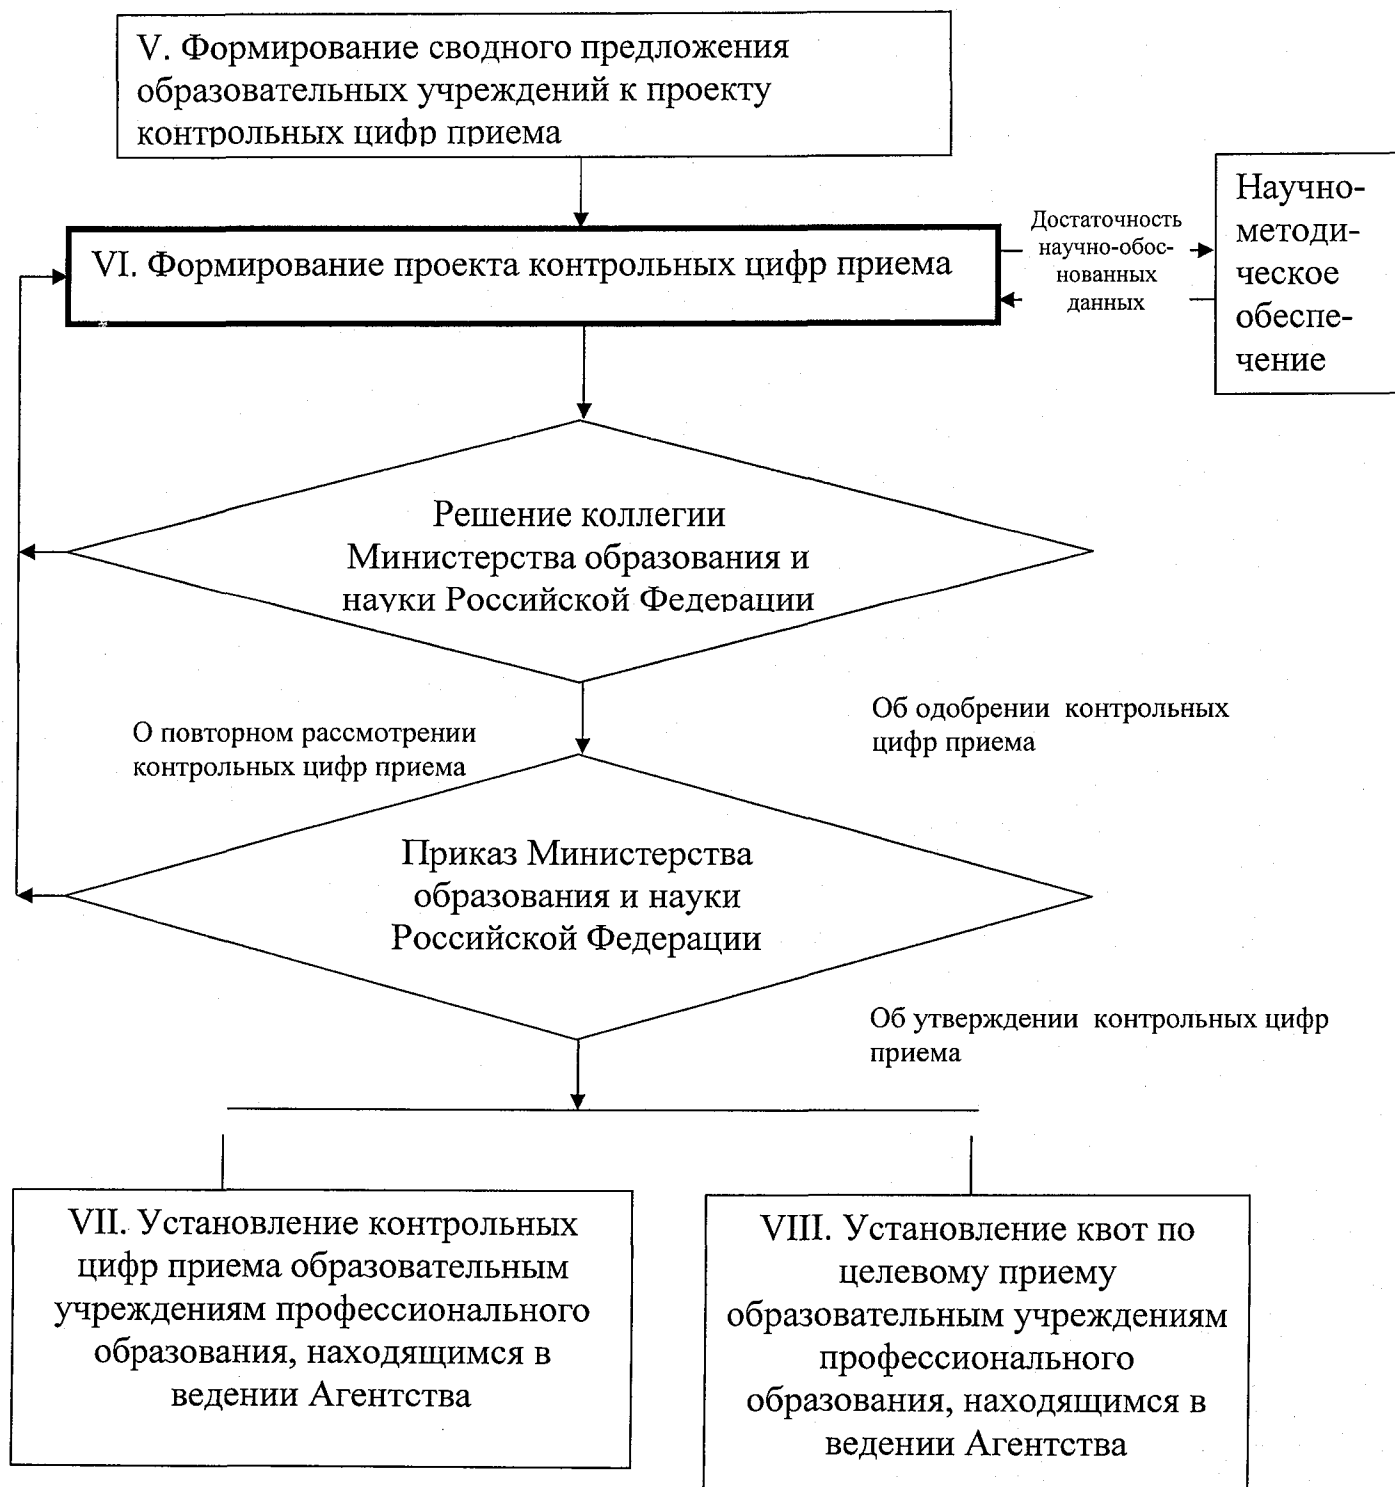 V. Формирование сводного предложения
образовательных учреждений к проекту
контрольных цифр приема
VI. Формирование проекта контрольных цифр приема
Достаточность
научно-обос-
нованных
данных
Научно-
методи-
ческое
обеспе-
чение
Решение коллегии
Министерства образования и
науки Российской Федерации
О повторном рассмотрении
контрольных цифр приема
Об одобрении контрольных
цифр приема
Приказ Министерства
образования и науки
Российской Федерации
Об утверждении контрольных цифр
приема
VII. Установление контрольных
цифр приема образовательным
учреждениям профессионального
образования, находящимся в
ведении Агентства
VIII. Установление квот по
целевому приему
образовательным учреждениям
профессионального
образования, находящимся в
ведении Агентства